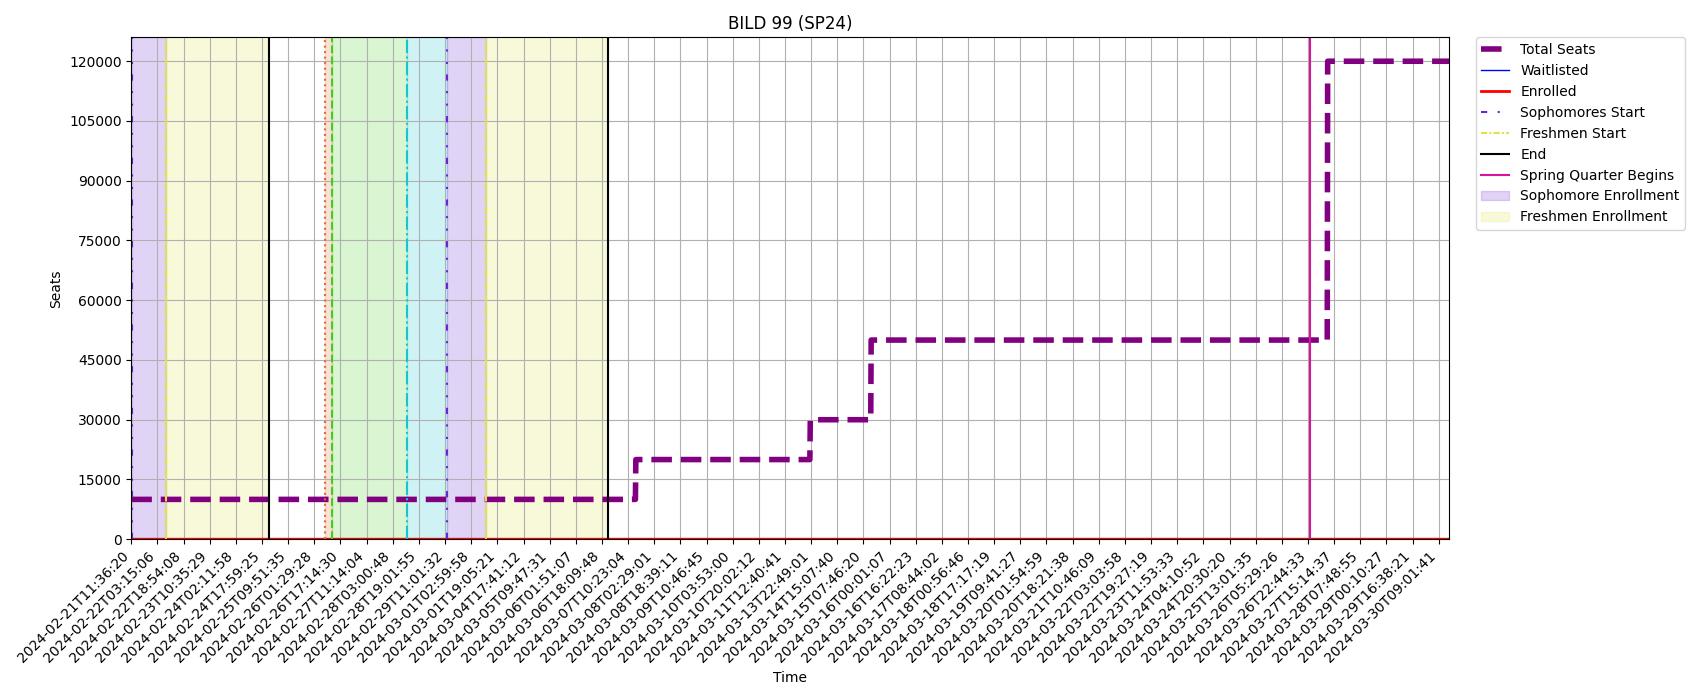 BILD 99 (SP24)
120000
105000
90000
75000
60000
45000
30000
15000
0
Seats
2024-02-21T11:36:20
2024-02-22T03:15:06
2024-02-22T18:54:08
2024-02-23T10:35:29
2024-02-24T02:11:58
2024-02-24T17:59:25
2024-02-25T09:51:35
2024-02-26T01:29:28
2024-02-26T17:14:30
2024-02-27T11:14:04
2024-02-28T03:00:48
2024-02-28T19:01:55
2024-02-29T11:01:32
2024-03-01T02:59:58
2024-03-01T19:05:21
2024-03-04T17:41:12
2024-03-05T09:47:31
2024-03-06T01:51:07
2024-03-06T18:09:48
2024-03-07T10:23:04
2024-03-08T02:29:01
2024-03-08T18:39:11
2024-03-09T10:46:45
2024-03-10T03:53:00
2024-03-10T20:02:12
2024-03-11T12:40:41
2024-03-13T22:49:01
2024-03-14T15:07:40
2024-03-15T07:46:20
2024-03-16T00:01:07
2024-03-16T16:22:23
2024-03-17T08:44:02
2024-03-18T00:56:46
2024-03-18T17:17:19
2024-03-19T09:41:27
2024-03-20T01:54:59
2024-03-20T18:21:38
2024-03-21T10:46:09
2024-03-22T03:03:58
2024-03-22T19:27:19
2024-03-23T11:53:33
2024-03-24T04:10:52
2024-03-24T20:30:20
2024-03-25T13:01:35
2024-03-26T05:29:26
2024-03-26T22:44:33
2024-03-27T15:14:37
2024-03-28T07:48:55
2024-03-29T00:10:27
2024-03-29T16:38:21
2024-03-30T09:01:41
Time
Total Seats
Waitlisted
Enrolled
Sophomores Start
Freshmen Start
End
Spring Quarter Begins
Sophomore Enrollment
Freshmen Enrollment